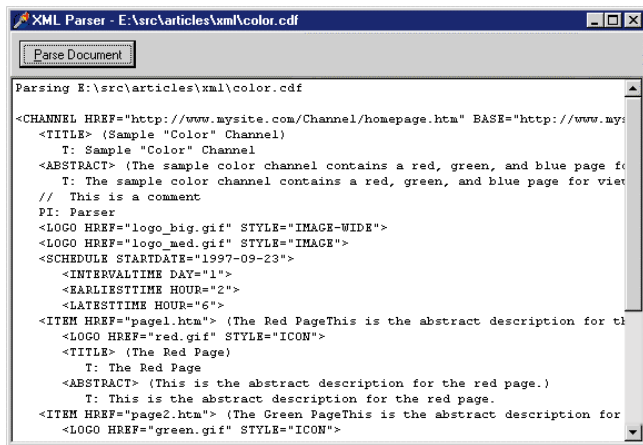 XML Parser - E:\src\articles\xml\color.cdf
Parse Document
Parsing E:\src\articles\xml\color.cdf
<CHANNEL HREF="http://www.mysite.com/Channel/homepage.htm" BASE="http://www.mys
<TITLE> (Sample "Color" Channel)
T: Sample "Color" Channel
<ABSTRACT> (The sample color channel contains a red, green, and blue page fo
T: The sample color channel contains a red, green, and blue page for view
// This is a comment
PI: Parser
<LOGO HREF="logo_big.gif" STYLE="IMAGE-WIDE">
<LOGO HREF="logo_med.gif" STYLE="IMAGE">
<SCHEDULE STARTDATE="1997-09-23">
<INTERVALTIME DAY="1">
<EARLIESTTIME HOUR="2">
<LATESTTIME HOUR="6">
<ITEM HREF="page1.htm"> (The Red PageThis is the abstract description for th
<LOGO HREF="red.gif" STYLE="ICON">
<TITLE> (The Red Page)
T: The Red Page
<ABSTRACT> (This is the abstract description for the red page.)
T: This is the abstract description for the red page.
<ITEM HREF="page2.htm"> (The Green PageThis is the abstract description for
<LOGO HREF="green.gif" STYLE="ICON">